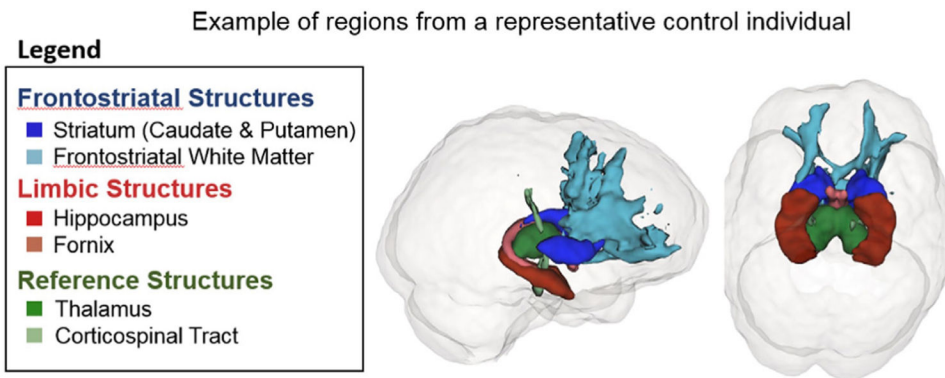 Example of regions from a representative control individual
Legend
Frontostriatal Structures
Striatum (Caudate & Putamen)
Frontostriatal White Matter
Limbic Structures
Hippocampus
Fornix
Reference Structures
Thalamus
Corticospinal Tract